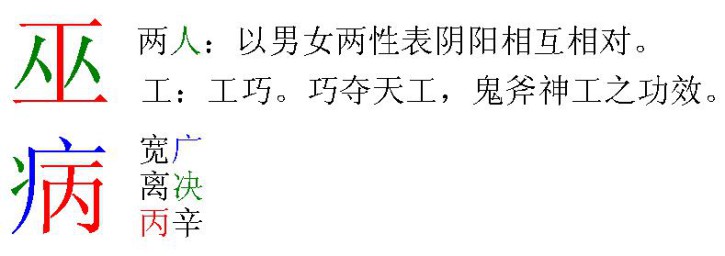 巫 两人：以男女两性表阴阳相互相对。
工：工巧。巧夺天工，鬼斧神工之功效。
病 宽广
离决
丙辛